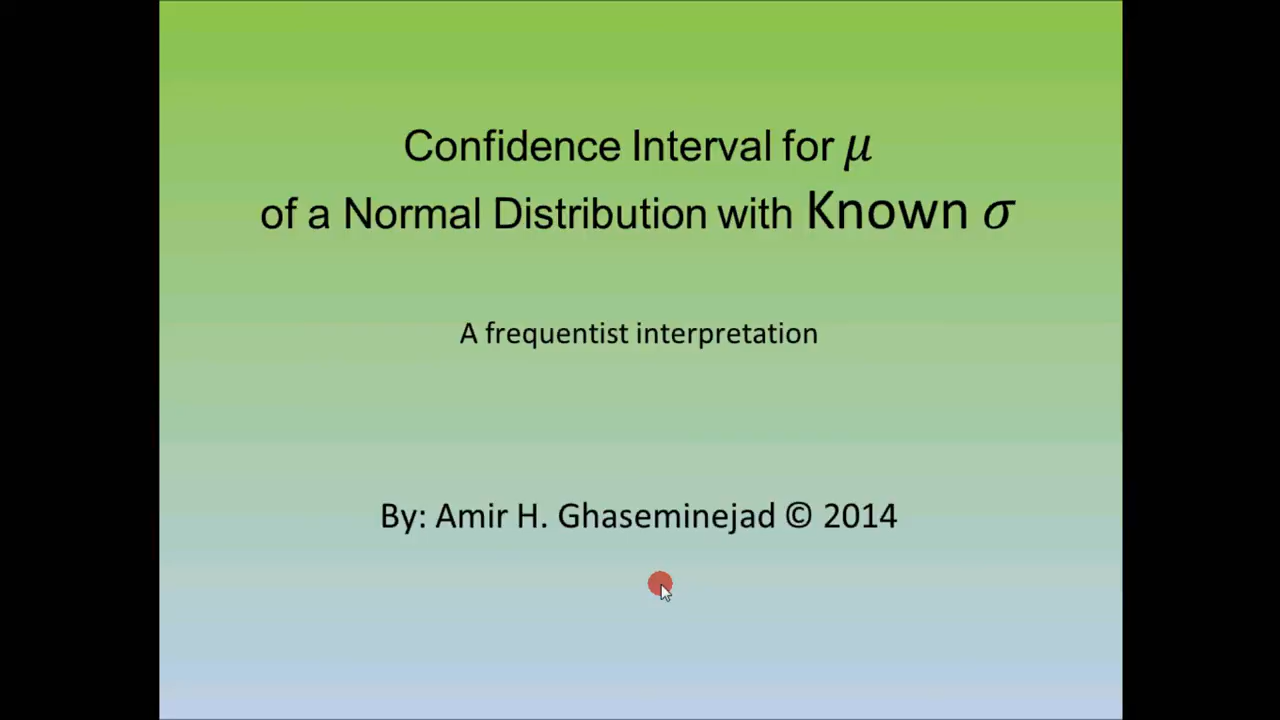 Confidence Interval for μ
of a Normal Distribution with Known σ
A frequentist interpretation
By: Amir H. Ghaseminejad © 2014